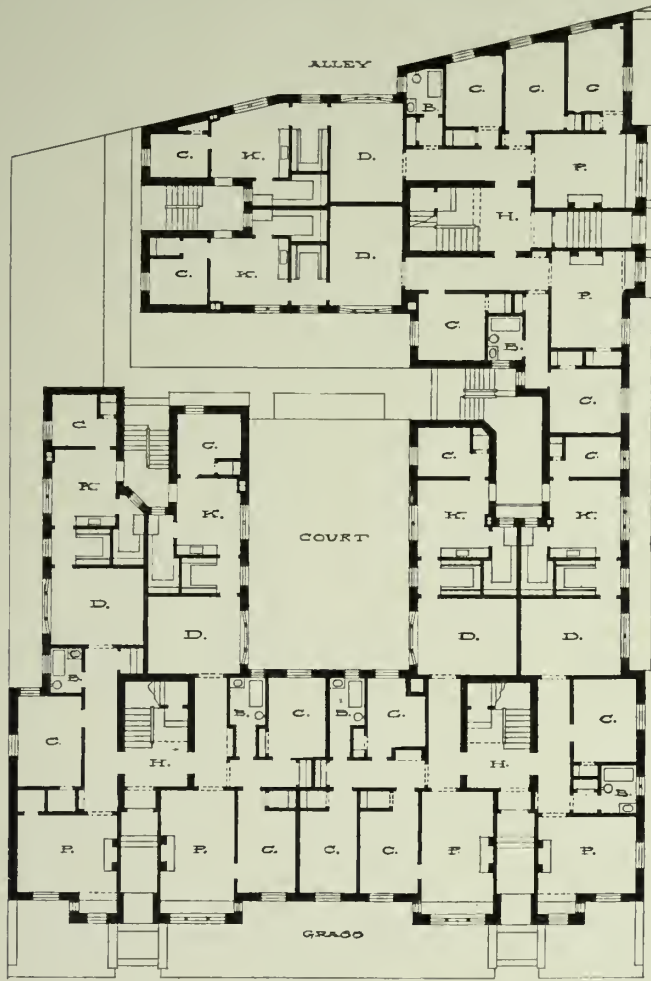 ALLEY
B. C. C. C
C. K. D. P.
H.
C. K. D. P.
C. B.
C.
C. C. C. C.
K. K. K. K.
COURT
D. D. D. D.
B. B. C. B. C. C.
C.
H. H.
B.
P. P. C. C. C. P. P.
GRASS